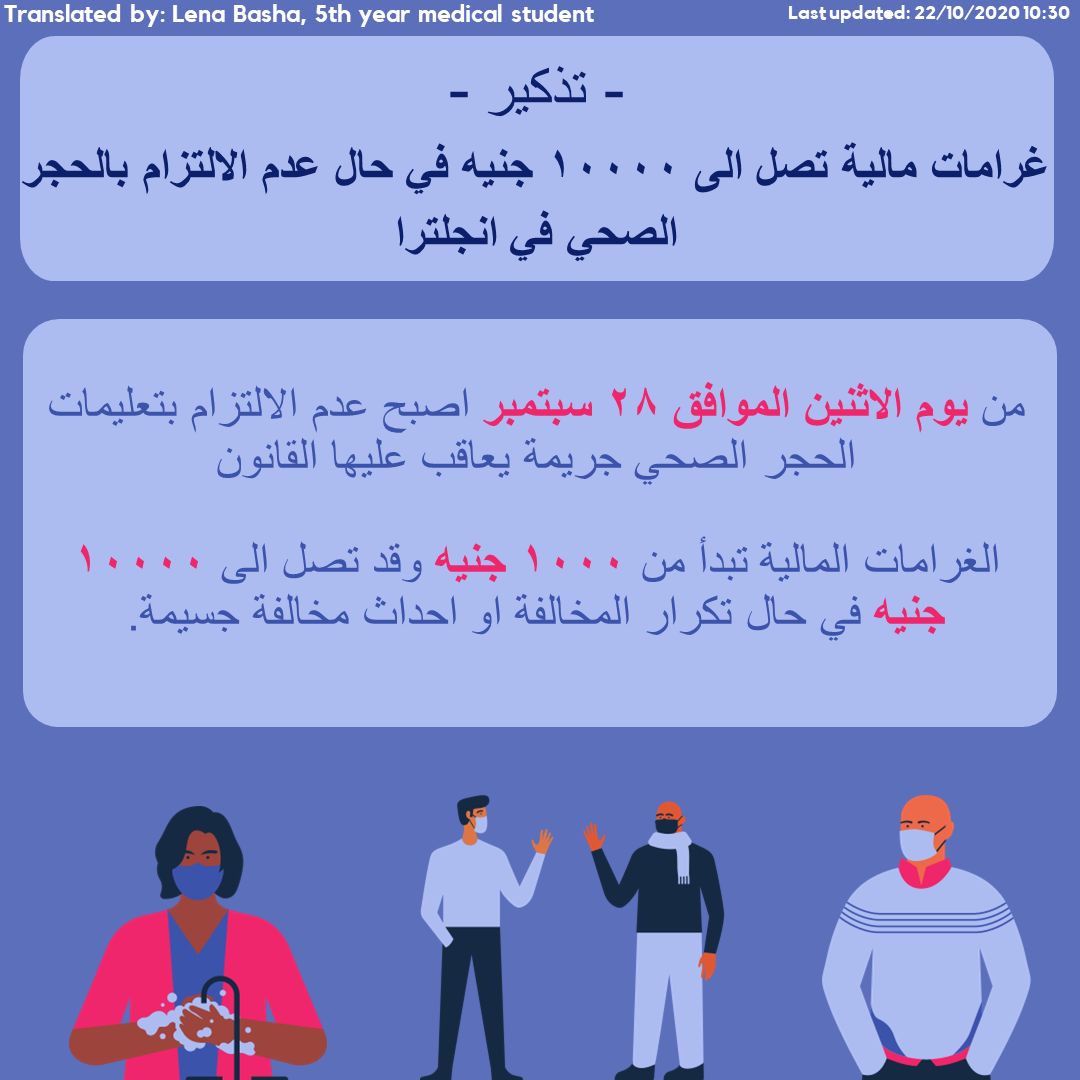 Translated by: Lena Basha, 5th year medical student
Last updated: 22/10/2020 10:30
- تذكير -
غرامات مالية تصل الى ١٠٠٠٠ جنيه في حال عدم الالتزام بالحجر
الصحي في انجلترا
من يوم الاثنين الموافق ٢٨ سبتمبر اصبح عدم الالتزام بتعليمات
الحجر الصحي جريمة يعاقب عليها القانون
الغرامات المالية تبدأ من ١٠٠٠ جنيه وقد تصل الى ١٠٠٠٠
جنيه في حال تكرار المخالفة او احداث مخالفة جسيمة.